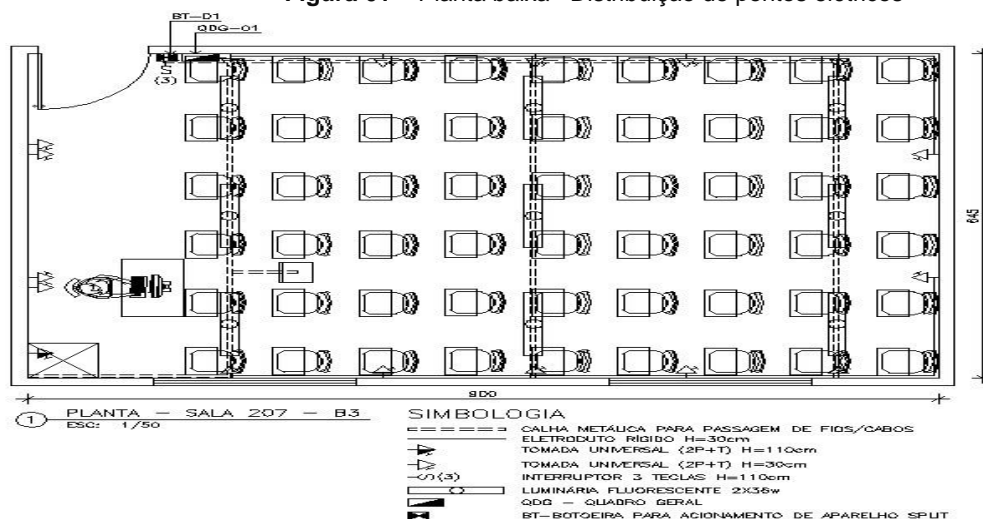 Figura 01 – Planta baixa - Distribuição de pontos elétricos
BT-D1
QDG-01
(3)
645
900
1 PLANTA - SALA 207 - B3
ESC: 1/50
SIMBOLOGIA
CALHA METÁLICA PARA PASSAGEM DE FIOS/CABOS
ELETRODUTO RÍGIDO H=30cm
TOMADA UNIVERSAL (2P+T) H=110cm
TOMADA UNIVERSAL (2P+T) H=30cm
(3) INTERRUPTOR 3 TECLAS H=110cm
LUMINÁRIA FLUORESCENTE 2X36w
QDG - QUADRO GERAL
BT-BOTOEIRA PARA ACIONAMENTO DE APARELHO SPLIT